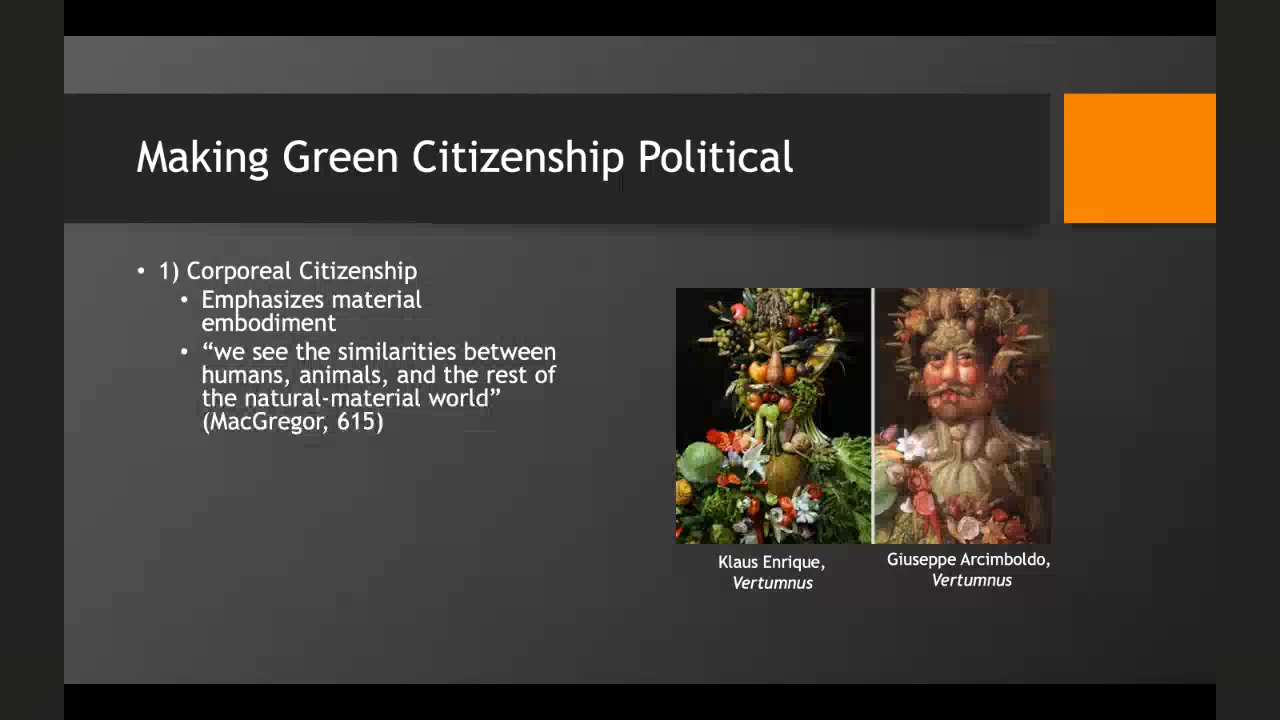 Making Green Citizenship Political
• 1) Corporeal Citizenship
• Emphasizes material
embodiment
• “we see the similarities between
humans, animals, and the rest of
the natural-material world”
(MacGregor, 615)
Klaus Enrique,
Vertumnus
Giuseppe Arcimboldo,
Vertumnus